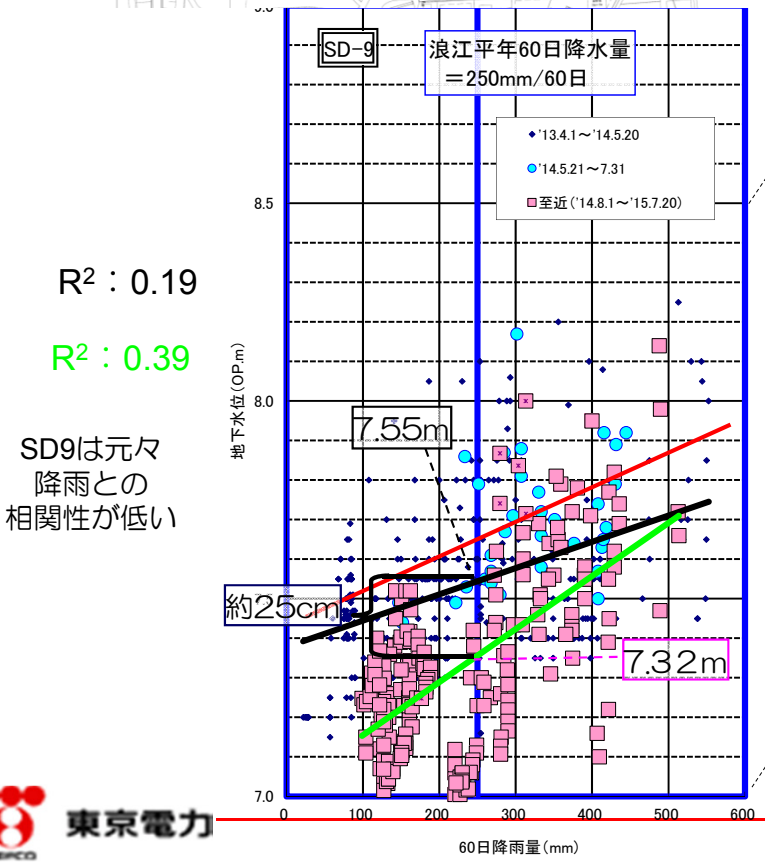 9.0
SD-9
浪江平年60日降水量
=250mm/60日
'13.4.1～'14.5.20
'14.5.21～7.31
至近('14.8.1～'15.7.20)
8.5
R²：0.19
R²：0.39
地下水位(OP.m)
8.0
7.55m
SD9は元々
降雨との
相関性が低い
約25cm
7.32m
7.0
0 100 200 300 400 500 600
60日降雨量(mm)
東京電力